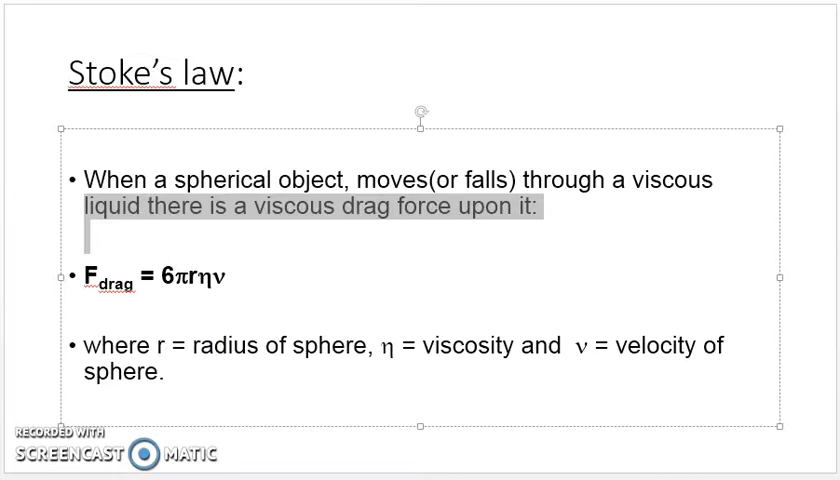 Stoke’s law:
• When a spherical object, moves(or falls) through a viscous
liquid there is a viscous drag force upon it:
• Fdrag = 6πrην
• where r = radius of sphere, η = viscosity and ν = velocity of
sphere.
RECORDED WITH
SCREENCAST MATIC